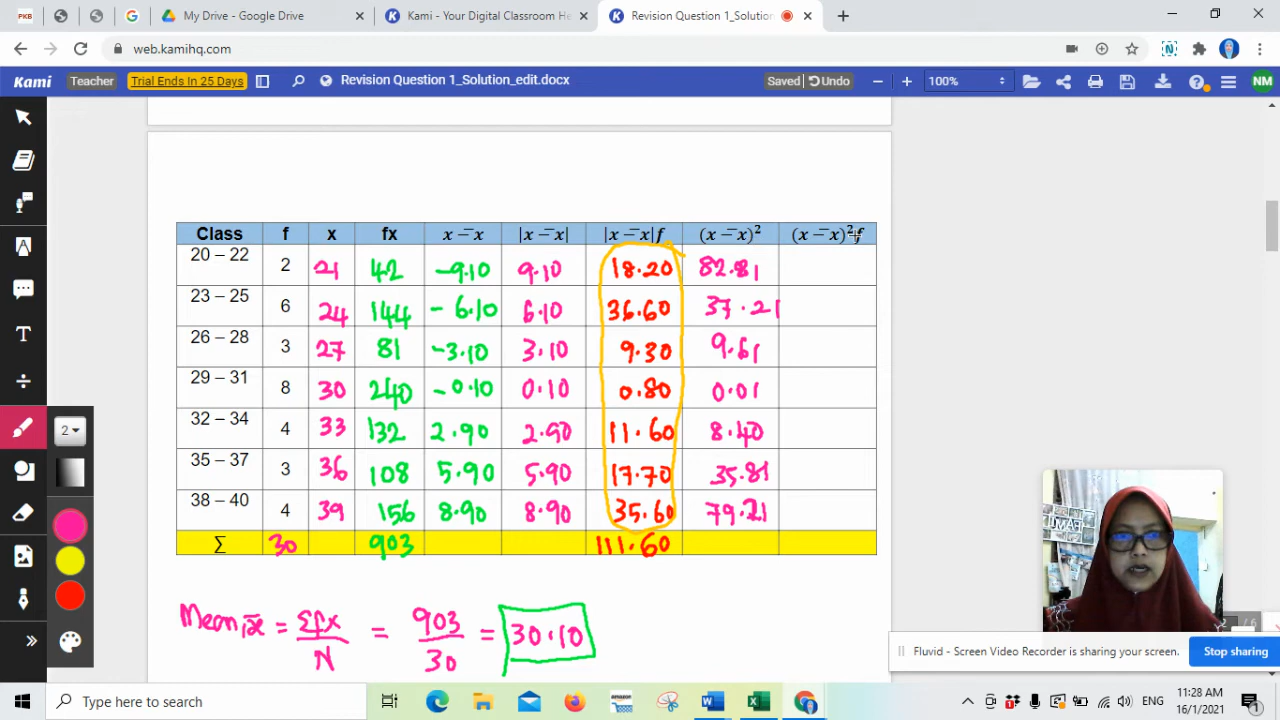 My Drive - Google Drive
Kami - Your Digital Classroom He
Revision Question 1_Solution
web.kamihq.com
Kami Teacher Trial Ends In 25 Days Revision Question 1_Solution_edit.docx Saved Undo 100% NM
Class f x fx x − x̄ |x − x̄| |x − x̄|f (x − x̄)² (x − x̄)²f
20 – 22 2 21 42 -9.10 9.10 18.20 82.81
23 – 25 6 24 144 -6.10 6.10 36.60 37.21
26 – 28 3 27 81 -3.10 3.10 9.30 9.61
29 – 31 8 30 240 -0.10 0.10 0.80 0.01
32 – 34 4 33 132 2.90 2.90 11.60 8.40
35 – 37 3 36 108 5.90 5.90 17.70 35.81
38 – 40 4 39 156 8.90 8.90 35.60 79.21
∑ 30 903 111.60
Mean, x̄ = Σfx / N = 903 / 30 = 30.10
2
/ 6
Fluvid - Screen Video Recorder is sharing your screen. Stop sharing
Type here to search
ENG
11:28 AM
16/1/2021